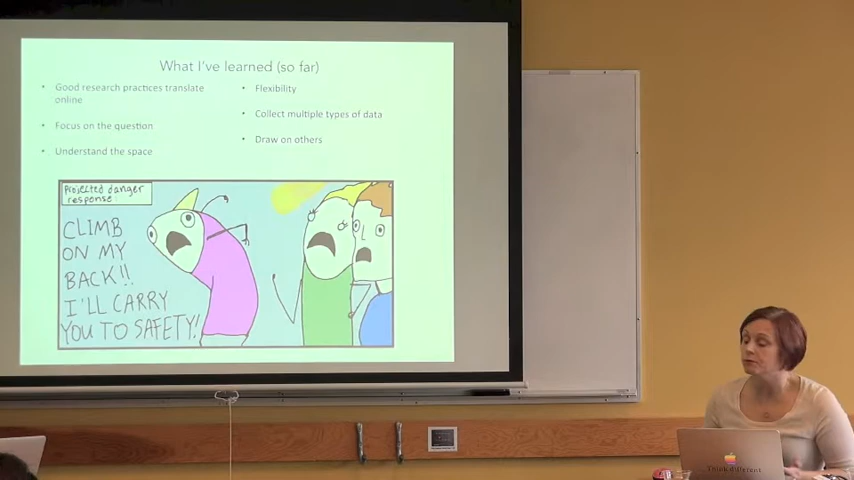 What I've learned (so far)
• Good research practices translate
online
• Focus on the question
• Understand the space
• Flexibility
• Collect multiple types of data
• Draw on others
Projected danger
response:
CLIMB
ON MY
BACK!!
I'LL CARRY
YOU TO SAFETY!
Think different